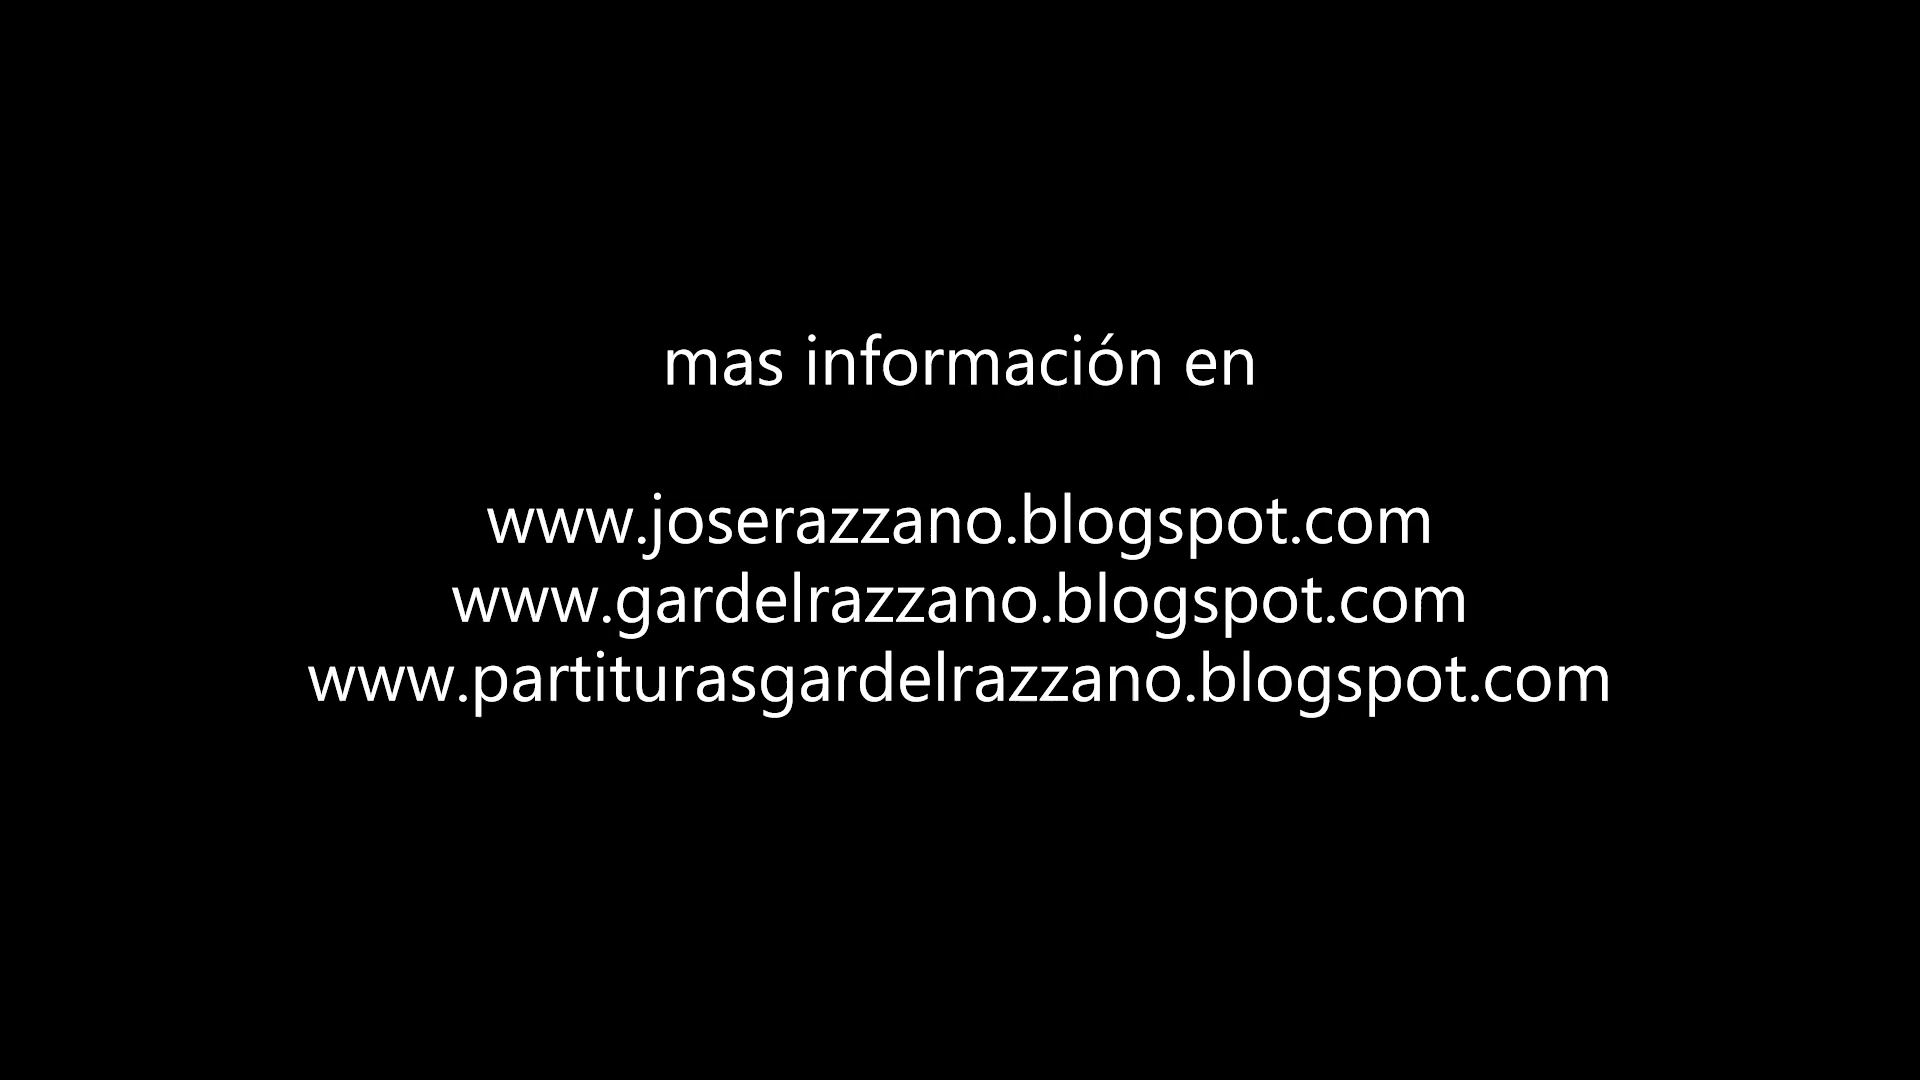 mas información en
www.joserazzano.blogspot.com
www.gardelrazzano.blogspot.com
www.partiturasgardelrazzano.blogspot.com